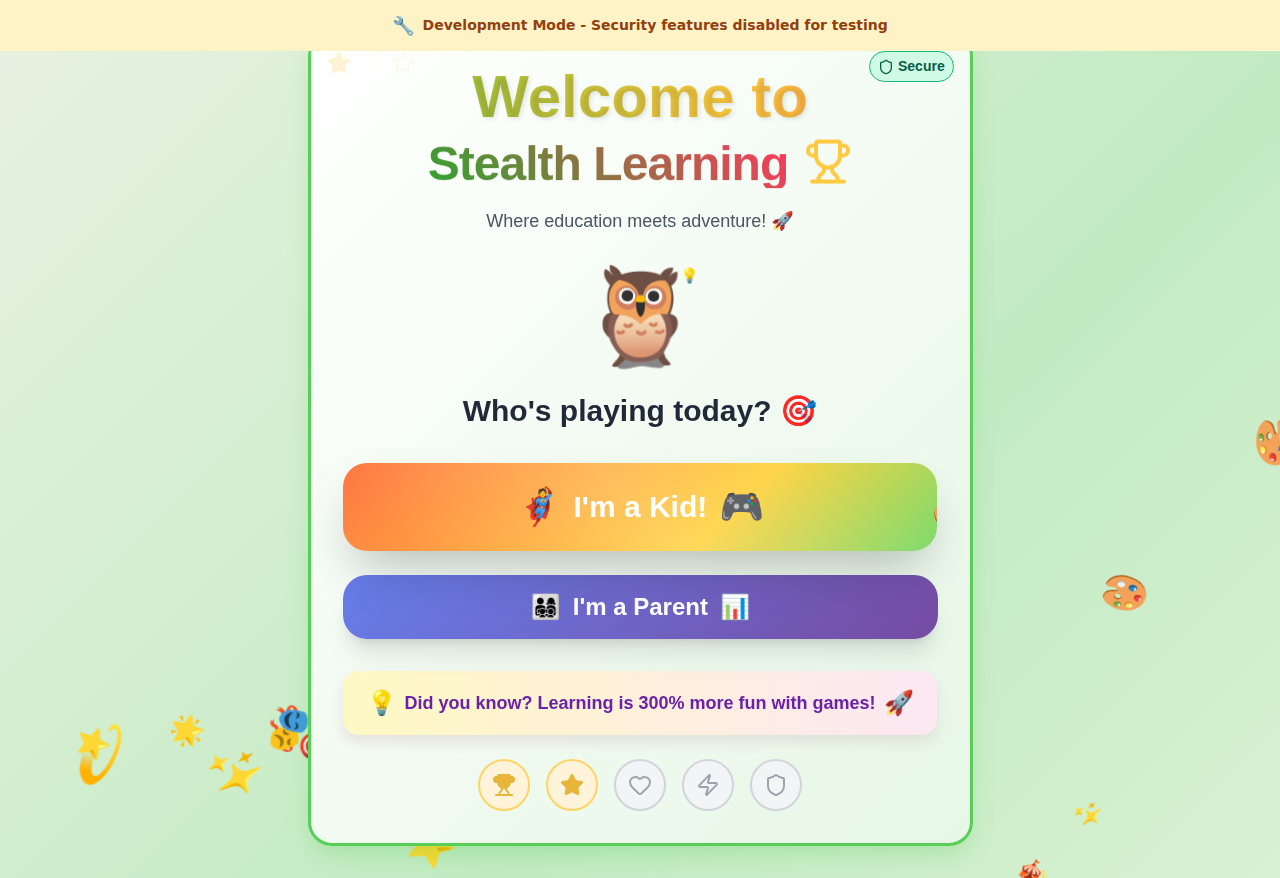 🔧 Development Mode - Security features disabled for testing
Secure
Welcome to
Stealth Learning
Where education meets adventure! 🚀
Who's playing today? 🎯
🦸 I'm a Kid! 🎮
👨‍👩‍👧‍👦 I'm a Parent 📊
💡 Did you know? Learning is 300% more fun with games! 🚀